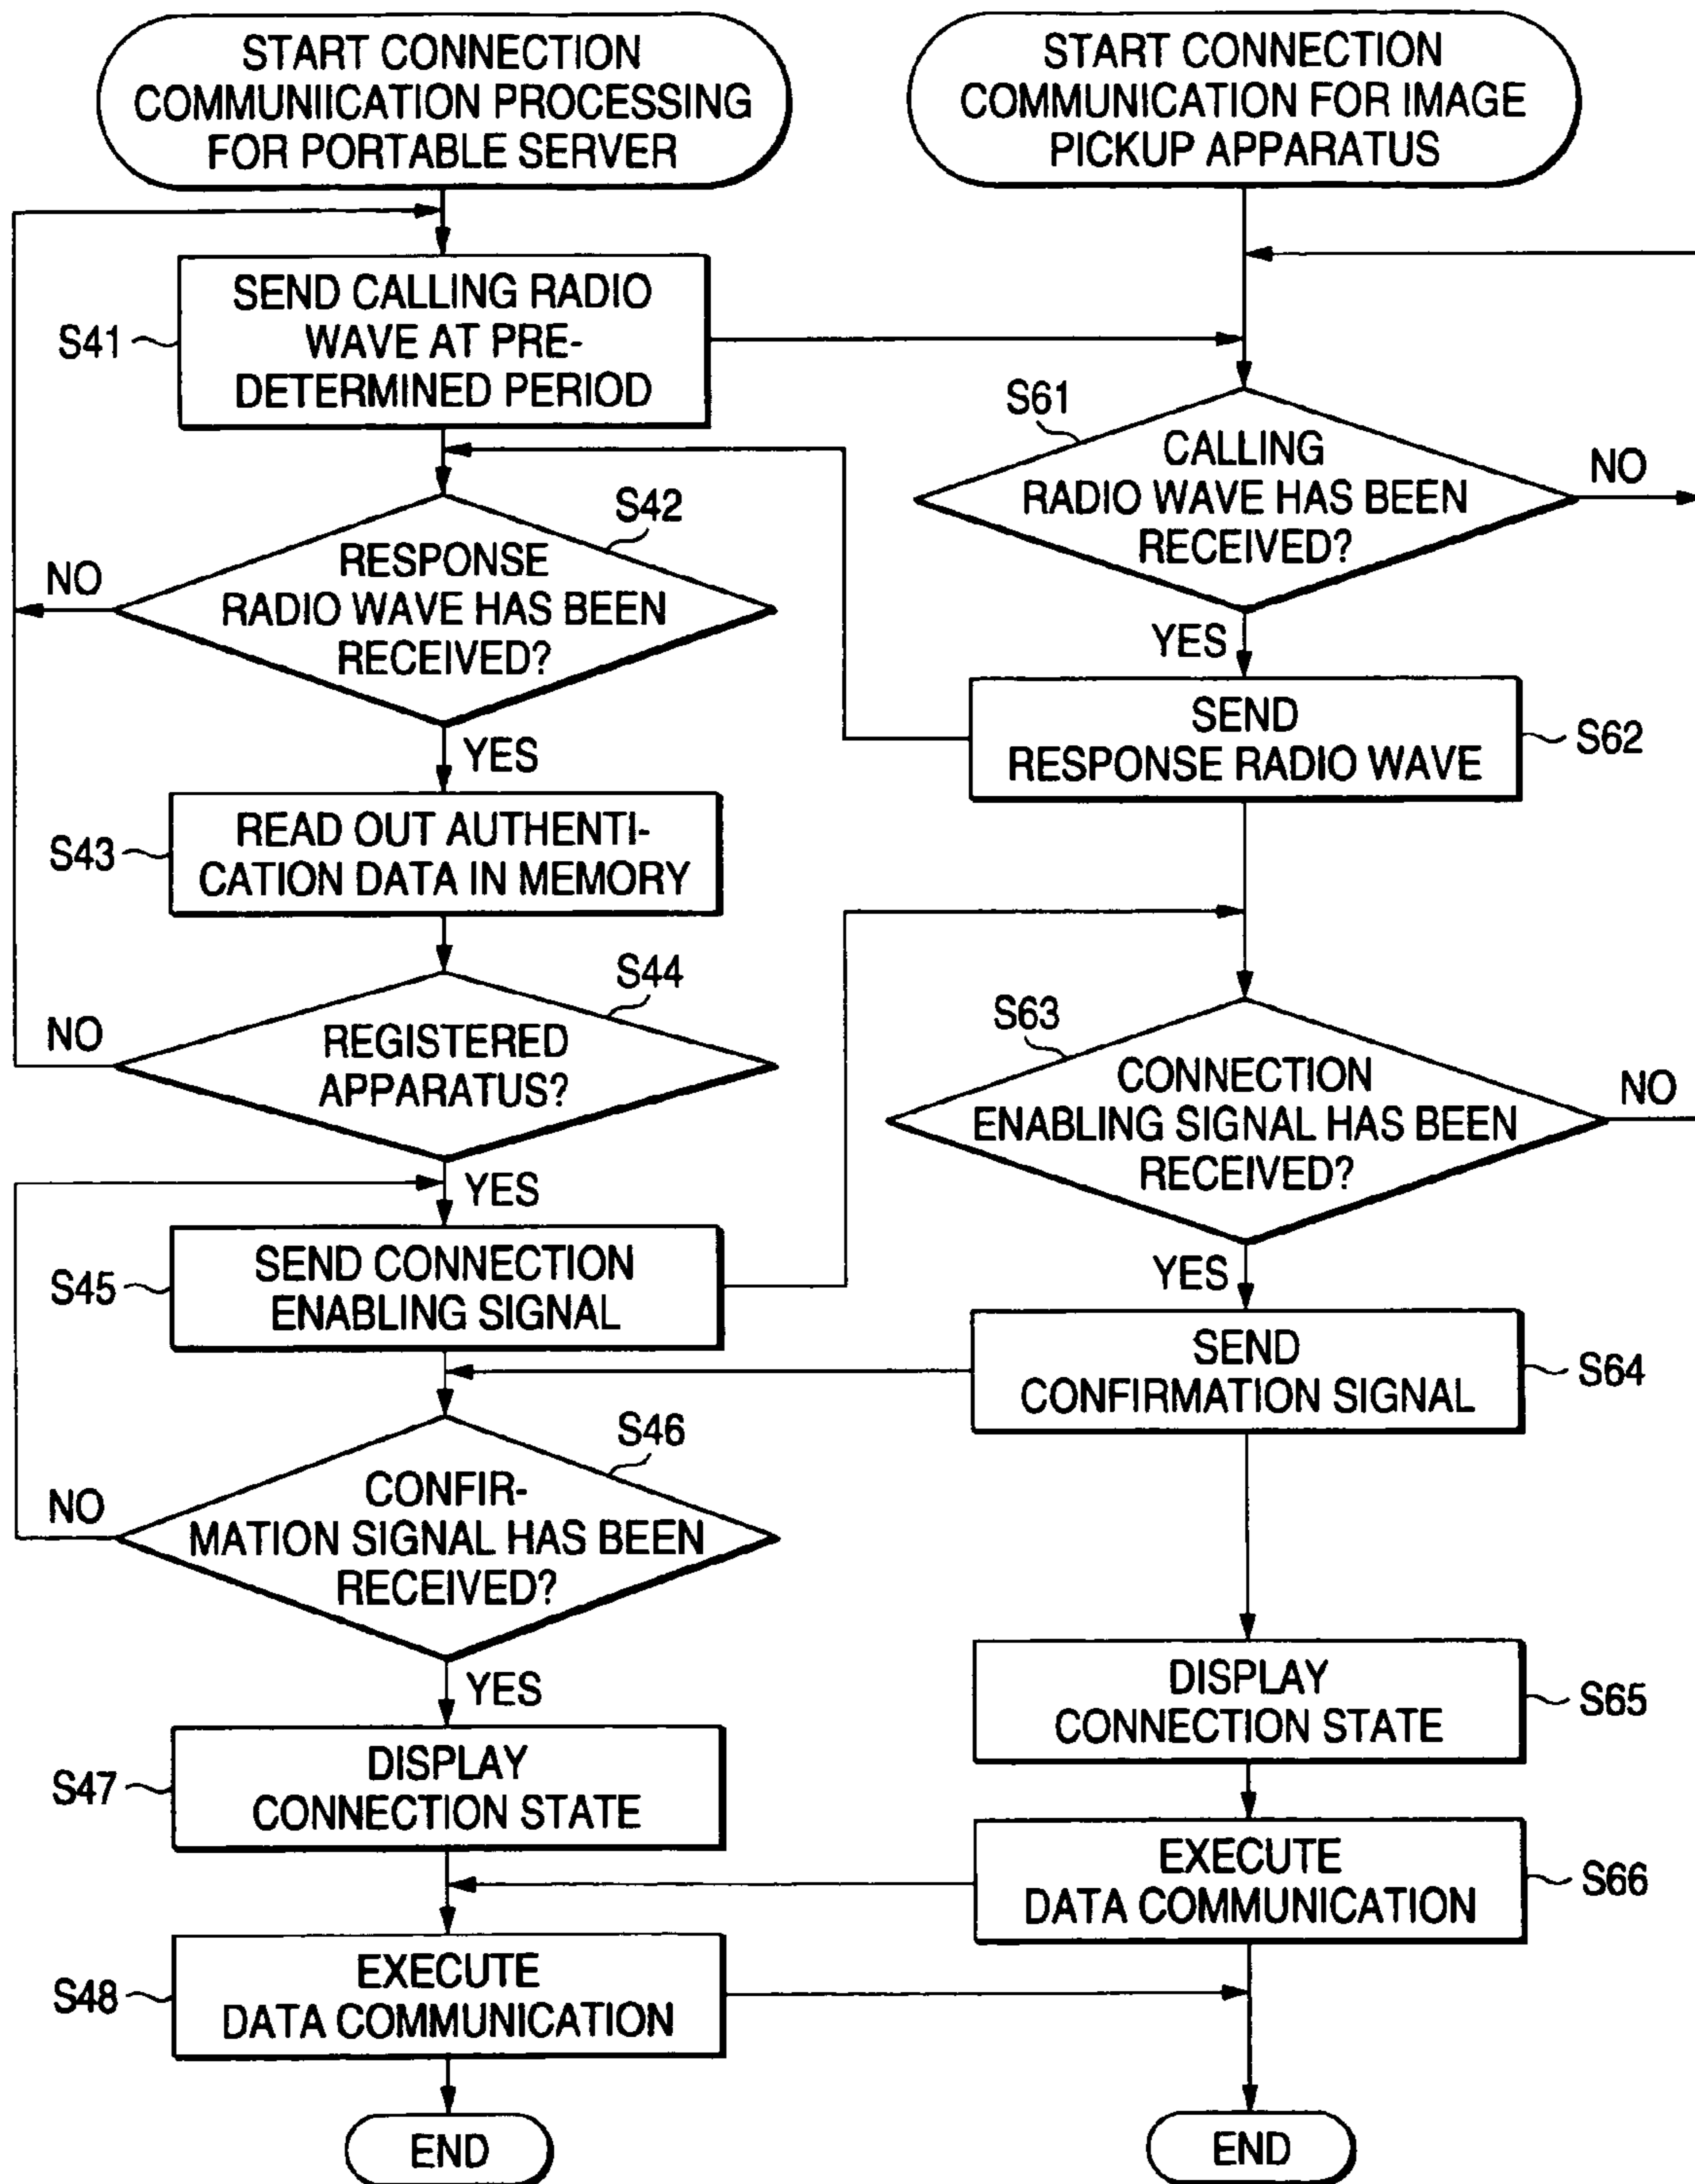 START CONNECTION
COMMUNIICATION PROCESSING
FOR PORTABLE SERVER
S41
SEND CALLING RADIO
WAVE AT PRE-
DETERMINED PERIOD
S42
RESPONSE
RADIO WAVE HAS BEEN
RECEIVED?
NO
YES
S43
READ OUT AUTHENTI-
CATION DATA IN MEMORY
S44
REGISTERED
APPARATUS?
NO
YES
S45
SEND CONNECTION
ENABLING SIGNAL
S46
CONFIR-
MATION SIGNAL HAS BEEN
RECEIVED?
NO
YES
S47
DISPLAY
CONNECTION STATE
S48
EXECUTE
DATA COMMUNICATION
END
START CONNECTION
COMMUNICATION FOR IMAGE
PICKUP APPARATUS
S61
CALLING
RADIO WAVE HAS BEEN
RECEIVED?
NO
YES
SEND
RESPONSE RADIO WAVE
S62
S63
CONNECTION
ENABLING SIGNAL HAS BEEN
RECEIVED?
NO
YES
SEND
CONFIRMATION SIGNAL
S64
DISPLAY
CONNECTION STATE
S65
EXECUTE
DATA COMMUNICATION
S66
END